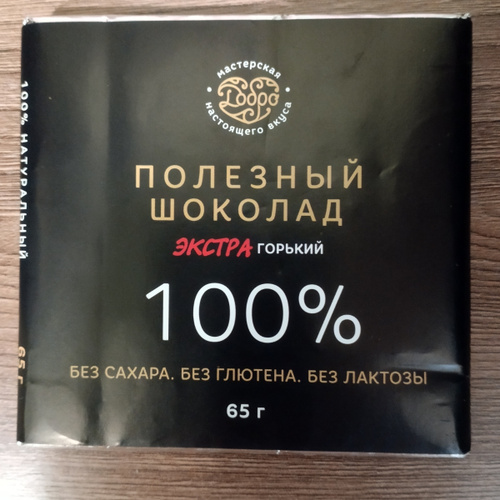 мастерская
Добро
настоящего вкуса
ПОЛЕЗНЫЙ
ШОКОЛАД
ЭКСТРА ГОРЬКИЙ
100%
БЕЗ САХАРА. БЕЗ ГЛЮТЕНА. БЕЗ ЛАКТОЗЫ
65 г
100% НАТУРАЛЬНЫЙ
65 г